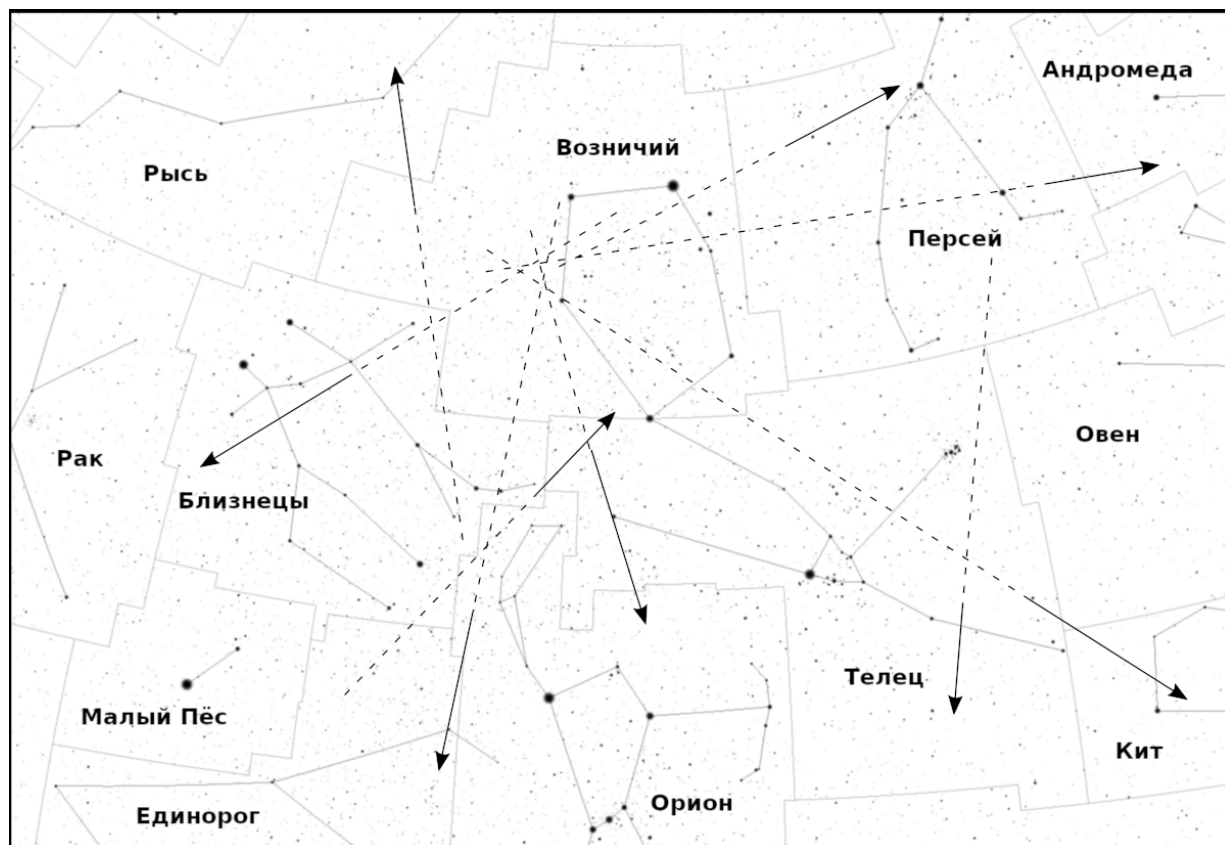 Андромеда
Возничий
Рысь
Персей
Овен
Рак
Близнецы
Телец
Малый Пёс
Кит
Орион
Единорог